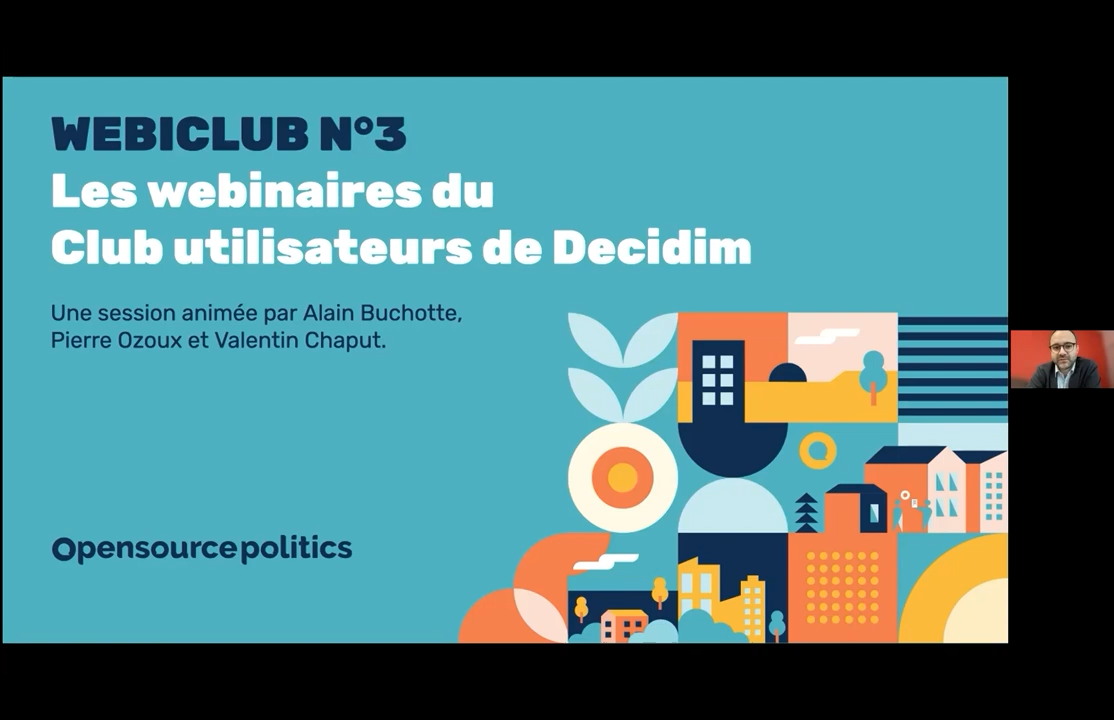 WEBICLUB N°3
Les webinaires du
Club utilisateurs de Decidim
Une session animée par Alain Buchotte,
Pierre Ozoux et Valentin Chaput.
Opensourcepolitics